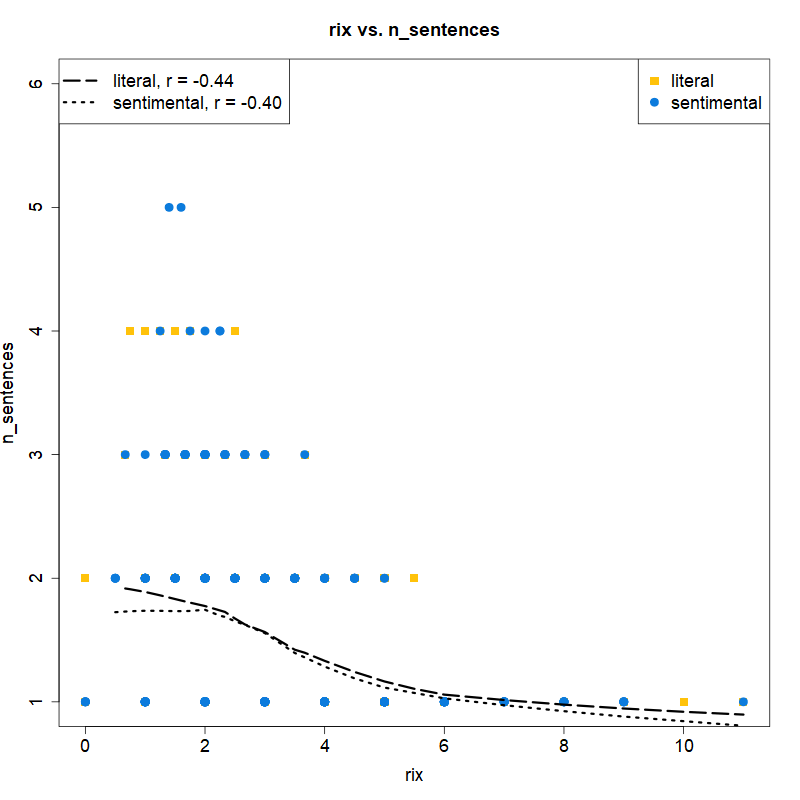 rix vs. n_sentences
literal, r = -0.44
sentimental, r = -0.40
literal
sentimental
6
5
4
3
2
1
n_sentences
0 2 4 6 8 10
rix